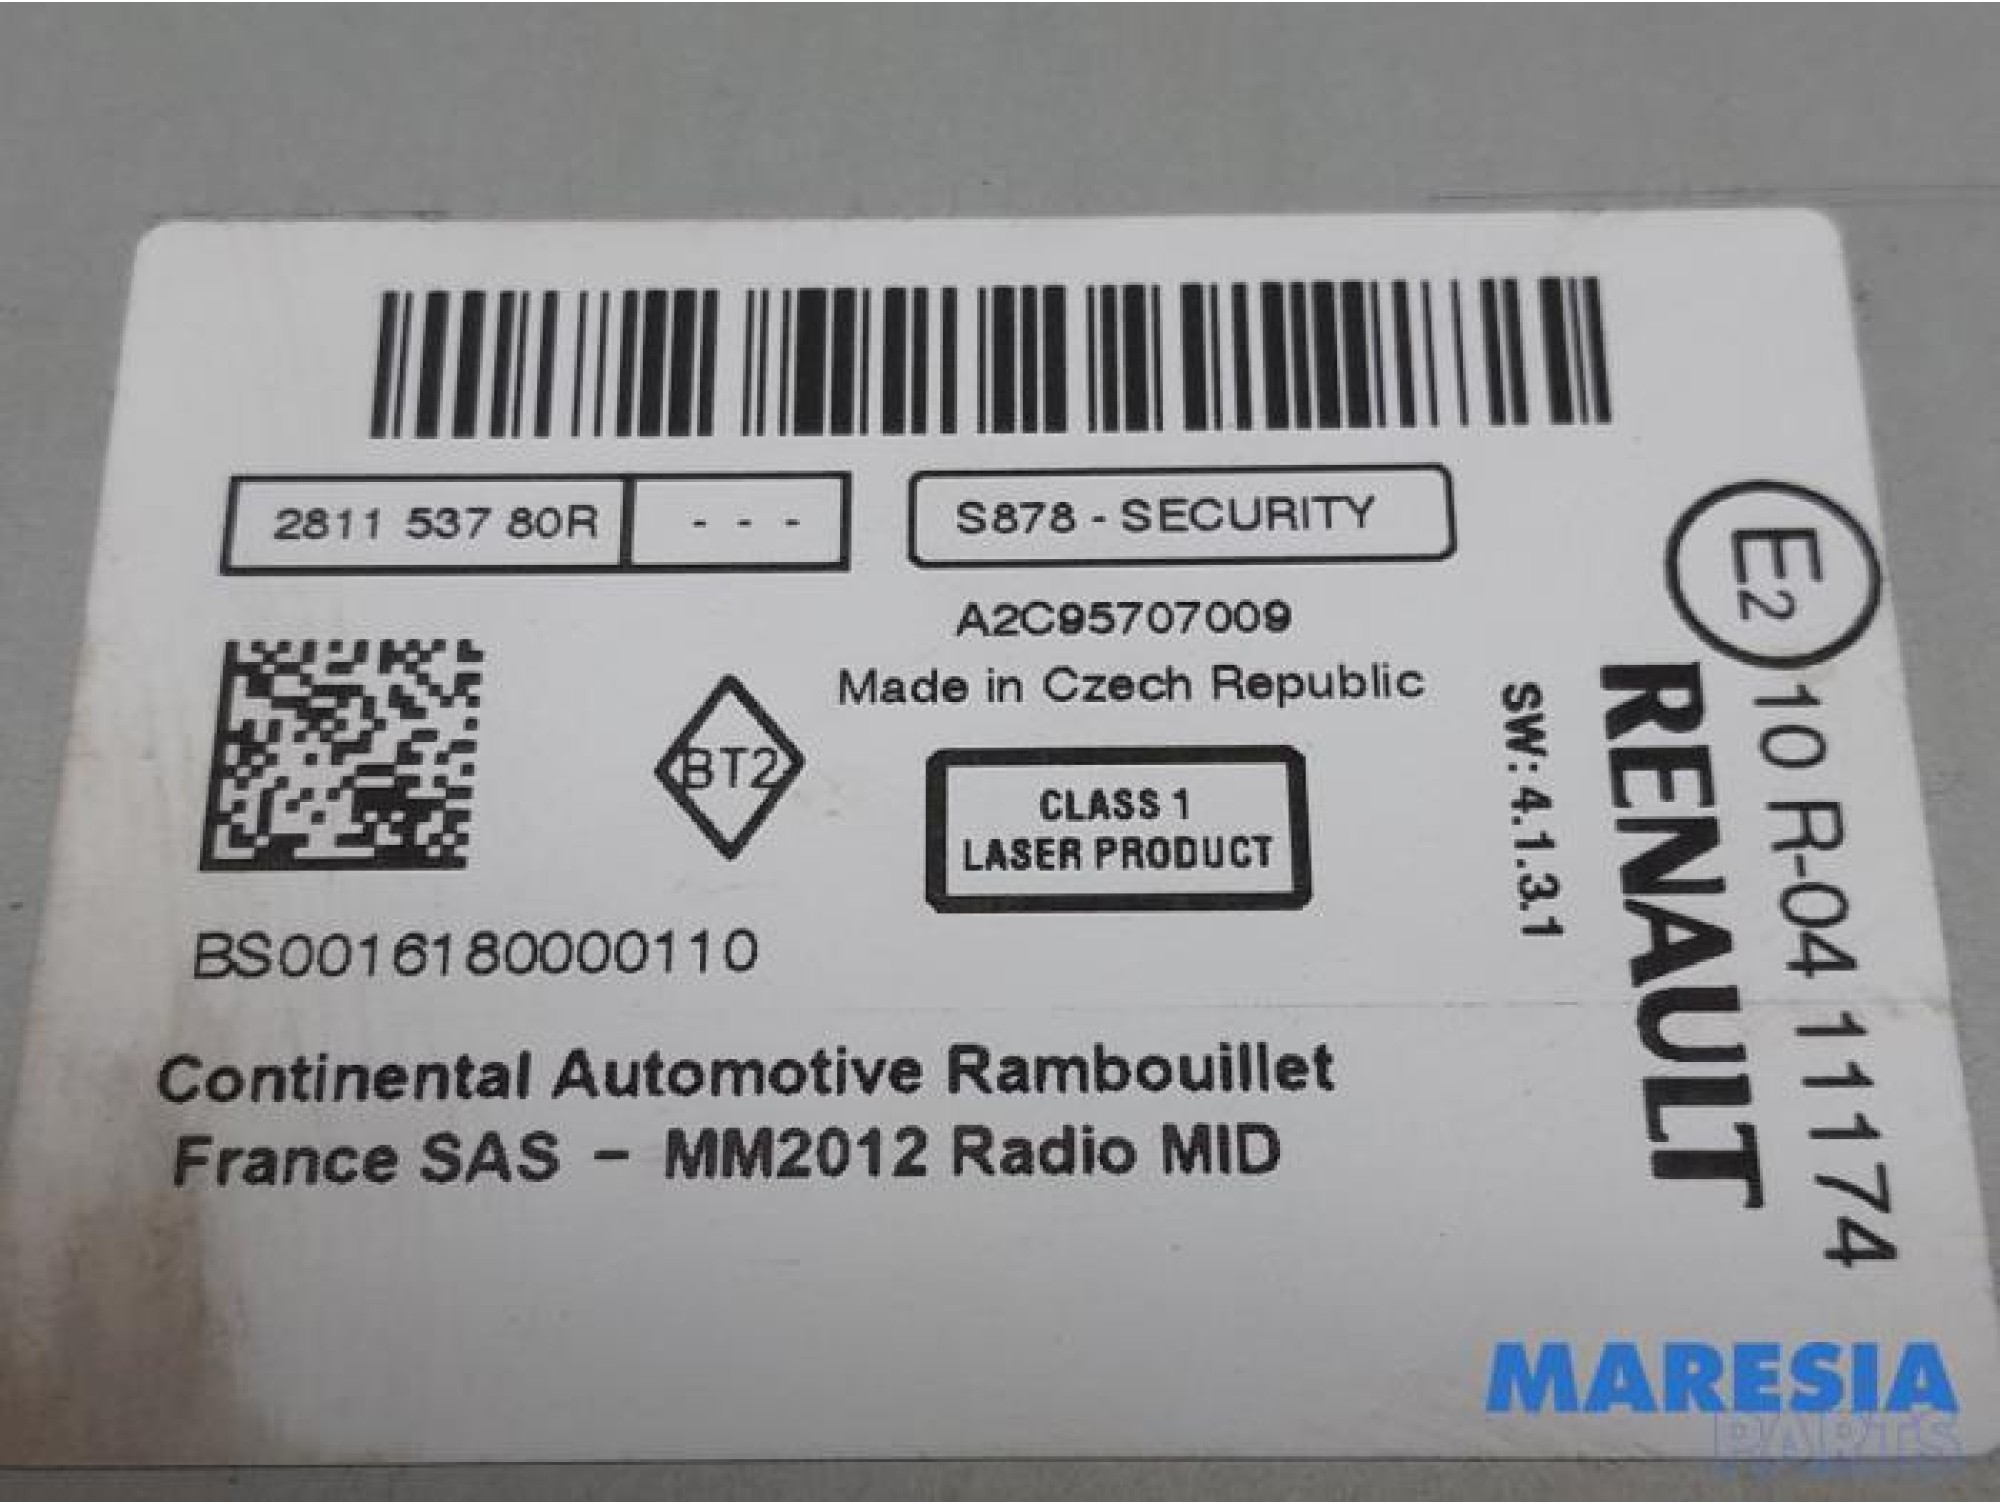 2811 537 80R
- - -
S878 - SECURITY
A2C95707009
Made in Czech Republic
BT2
CLASS 1
LASER PRODUCT
BS0016180000110
Continental Automotive Rambouillet
France SAS – MM2012 Radio MID
SW: 4.1.3.1
RENAULT
E2
10 R-04 11174
MARESIA
PARTS